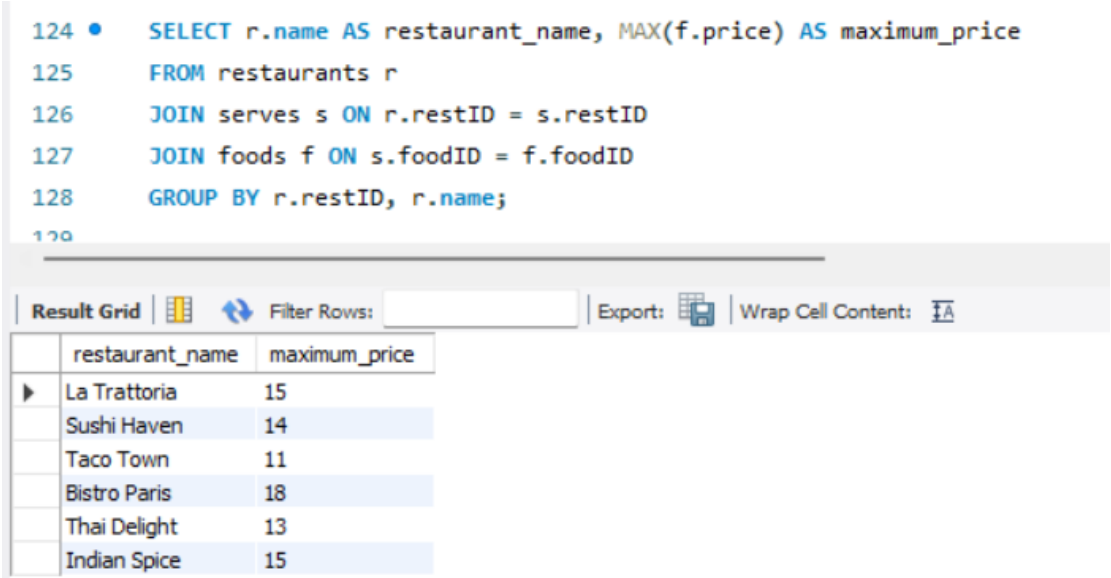 124 SELECT r.name AS restaurant_name, MAX(f.price) AS maximum_price
125 FROM restaurants r
126 JOIN serves s ON r.restID = s.restID
127 JOIN foods f ON s.foodID = f.foodID
128 GROUP BY r.restID, r.name;
129
Result Grid Filter Rows: Export: Wrap Cell Content: IA
restaurant_name maximum_price
La Trattoria 15
Sushi Haven 14
Taco Town 11
Bistro Paris 18
Thai Delight 13
Indian Spice 15